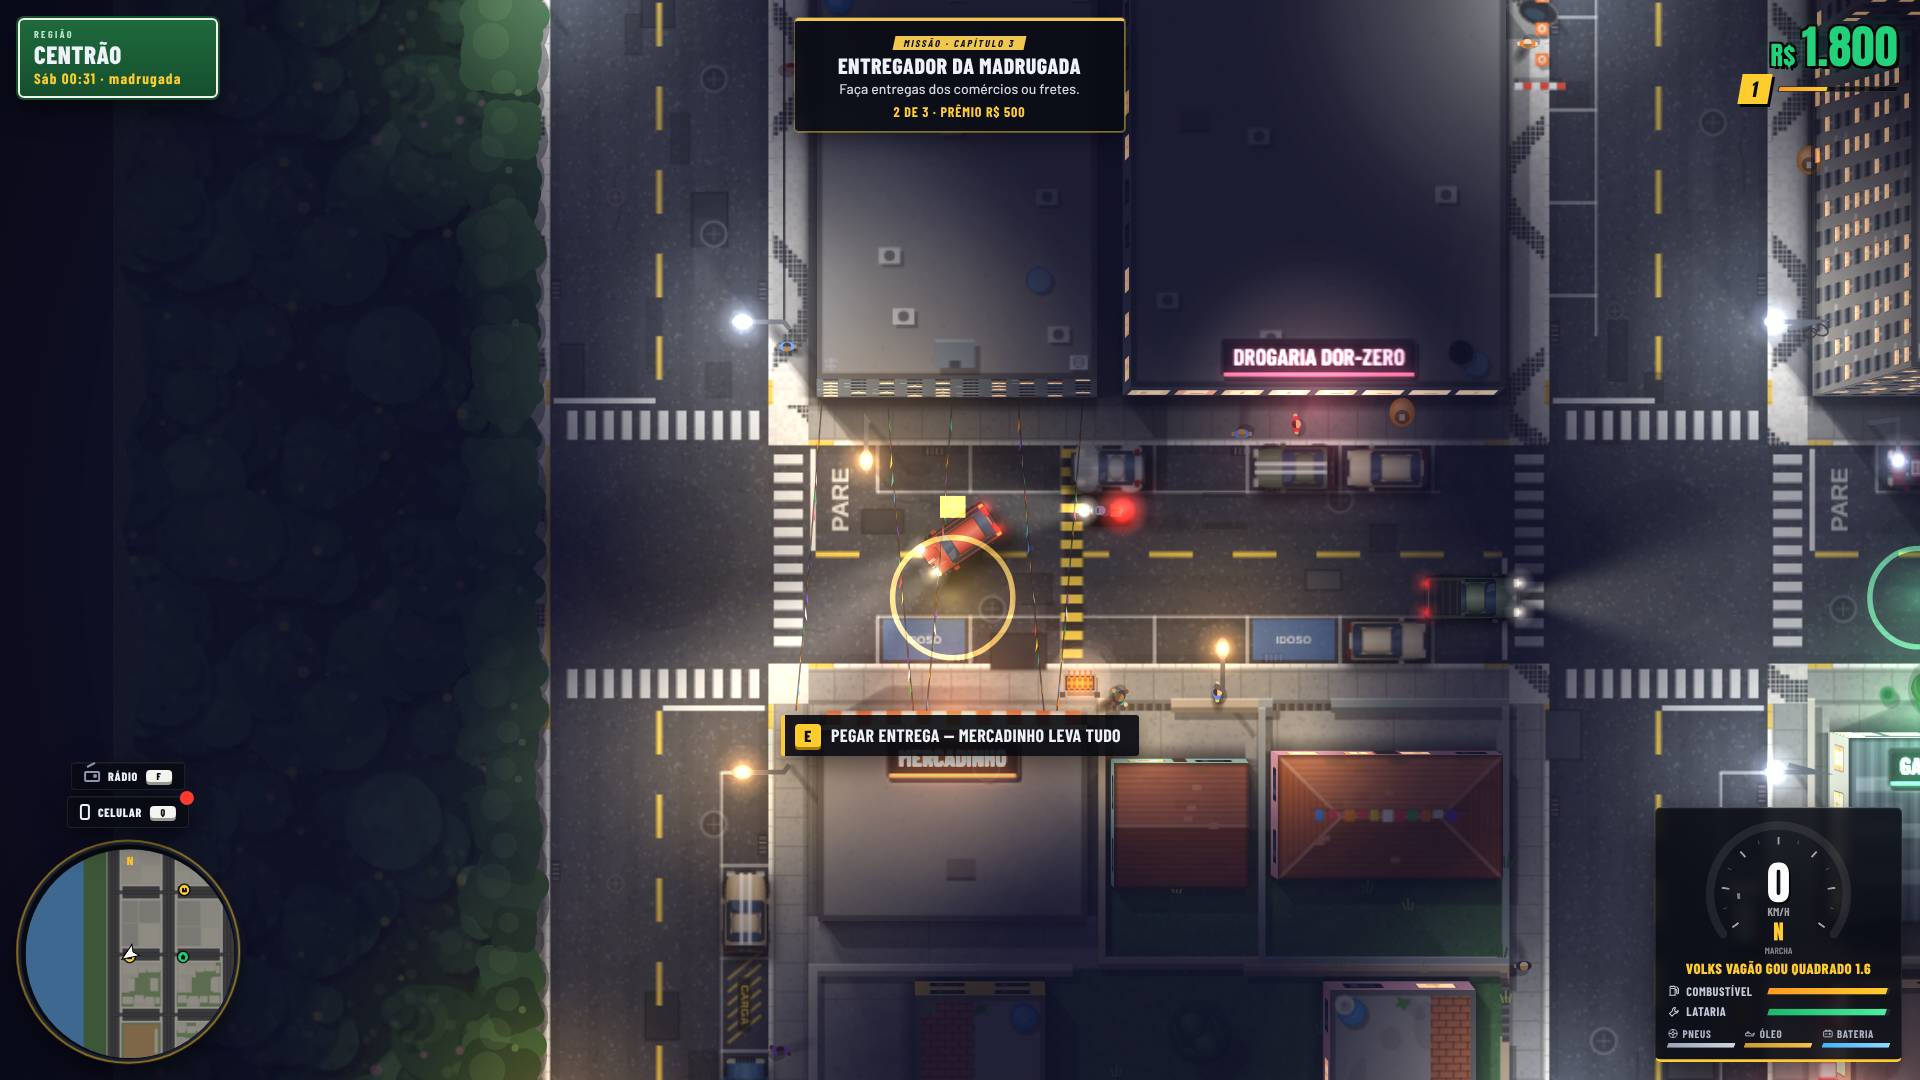 REGIÃO
CENTRÃO
Sáb 00:31 · madrugada
MISSÃO · CAPÍTULO 3
ENTREGADOR DA MADRUGADA
Faça entregas dos comércios ou fretes.
2 DE 3 · PRÊMIO R$ 500
R$ 1.800
1
DROGARIA DOR-ZERO
PARE
PARE
IDOSO
E PEGAR ENTREGA — MERCADINHO LEVA TUDO
MERCADINHO
RÁDIO F
CELULAR Q
N
CARGA
0
KM/H
N
MARCHA
VOLKS VAGÃO GOU QUADRADO 1.6
COMBUSTÍVEL
LATARIA
PNEUS ÓLEO BATERIA